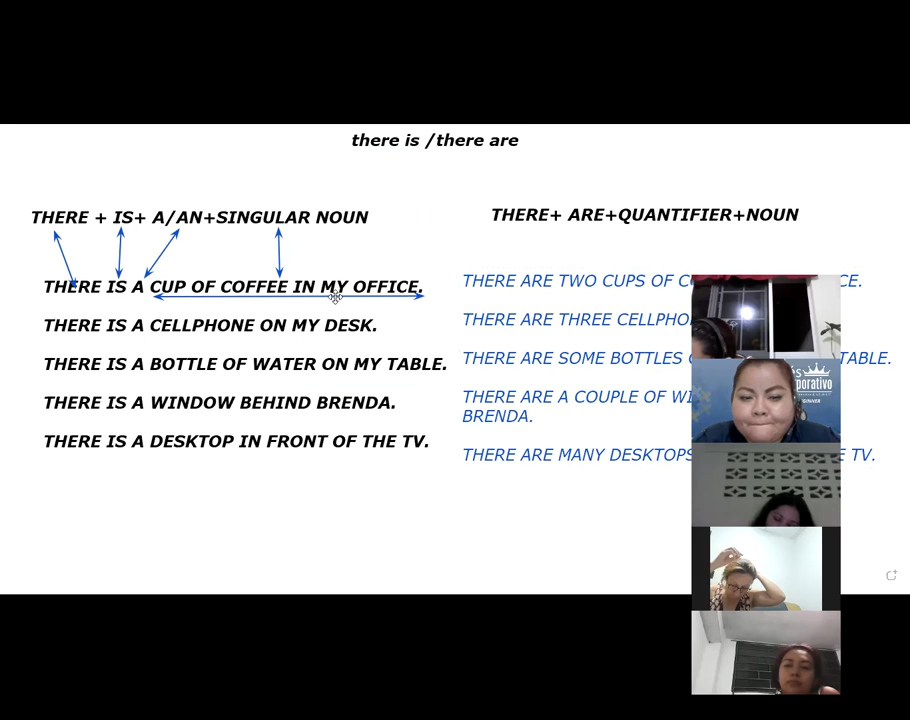 there is /there are
THERE + IS+ A/AN+SINGULAR NOUN
THERE IS A CUP OF COFFEE IN MY OFFICE.
THERE IS A CELLPHONE ON MY DESK.
THERE IS A BOTTLE OF WATER ON MY TABLE.
THERE IS A WINDOW BEHIND BRENDA.
THERE IS A DESKTOP IN FRONT OF THE TV.
THERE+ ARE+QUANTIFIER+NOUN
THERE ARE TWO CUPS OF
THERE ARE THREE
THERE ARE SOME BOTTLES TABLE.
THERE ARE A COUPLE OF
BRENDA.
THERE ARE MANY DESKTOPS TV.